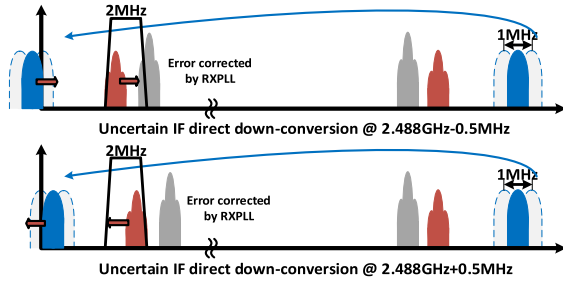 2MHz
1MHz
Error corrected
by RXPLL
Uncertain IF direct down-conversion @ 2.488GHz-0.5MHz
2MHz
1MHz
Error corrected
by RXPLL
Uncertain IF direct down-conversion @ 2.488GHz+0.5MHz